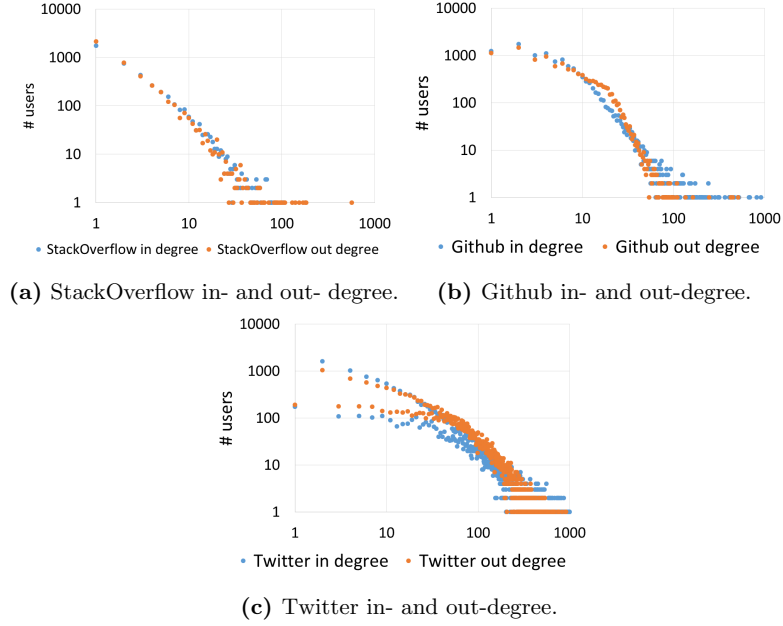 10000
1000
100
10
1
# users
1 10 100 1000
StackOverflow in degree StackOverflow out degree
(a) StackOverflow in- and out- degree.
10000
1000
100
10
1
# users
1 10 100 1000
Github in degree Github out degree
(b) Github in- and out-degree.
10000
1000
100
10
1
# users
1 10 100 1000
Twitter in degree Twitter out degree
(c) Twitter in- and out-degree.